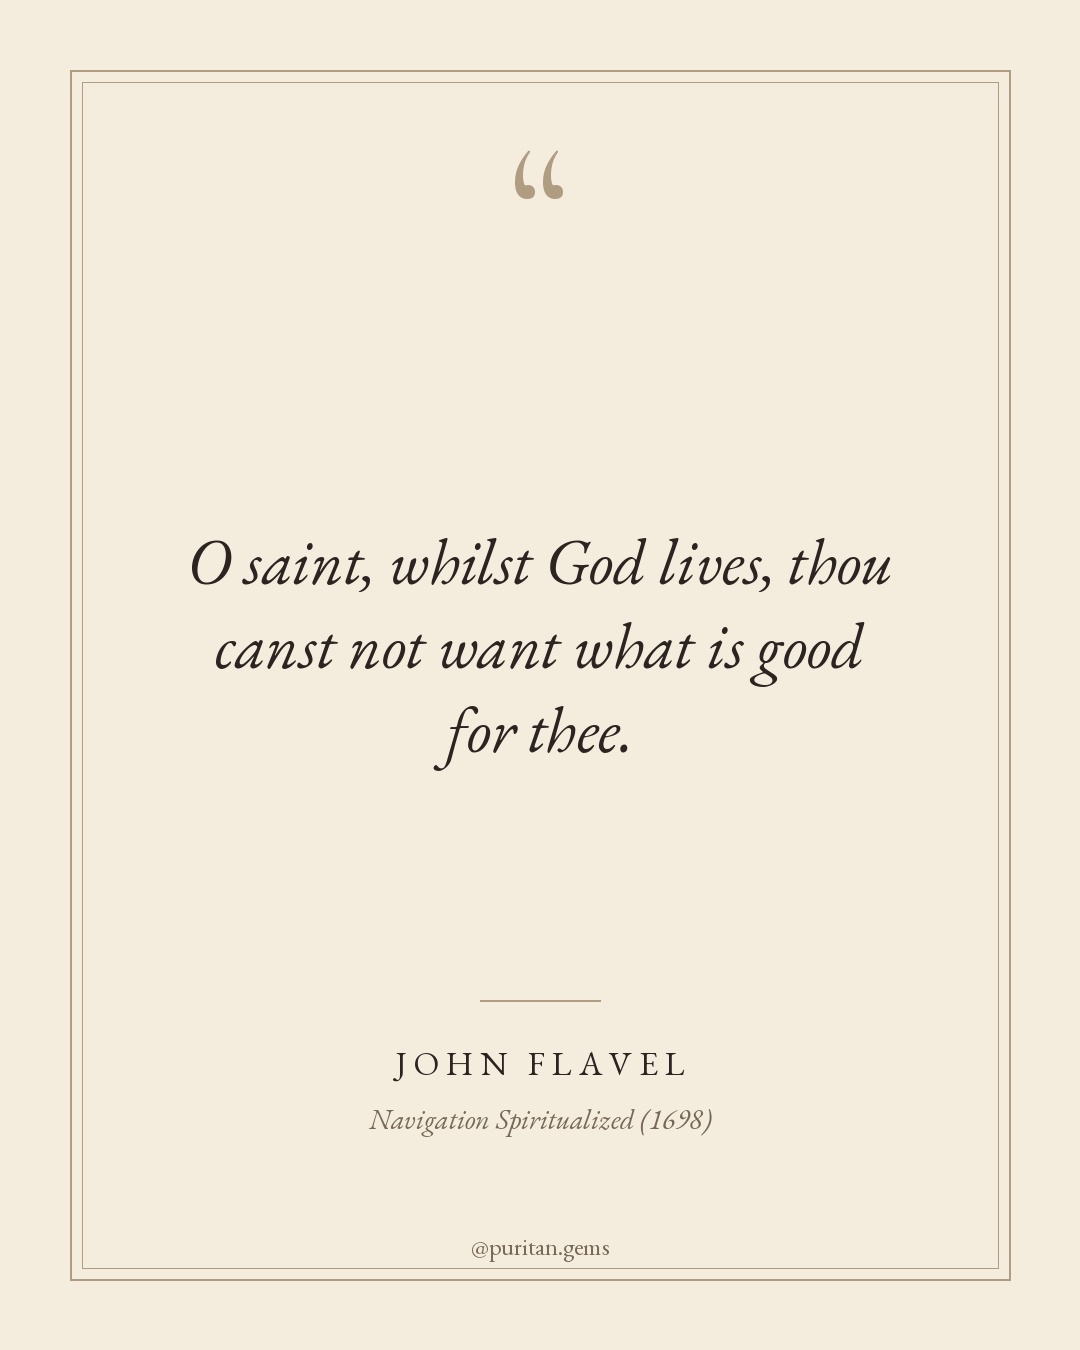 “
O saint, whilst God lives, thou
canst not want what is good
for thee.
JOHN FLAVEL
Navigation Spiritualized (1698)
@puritan.gems